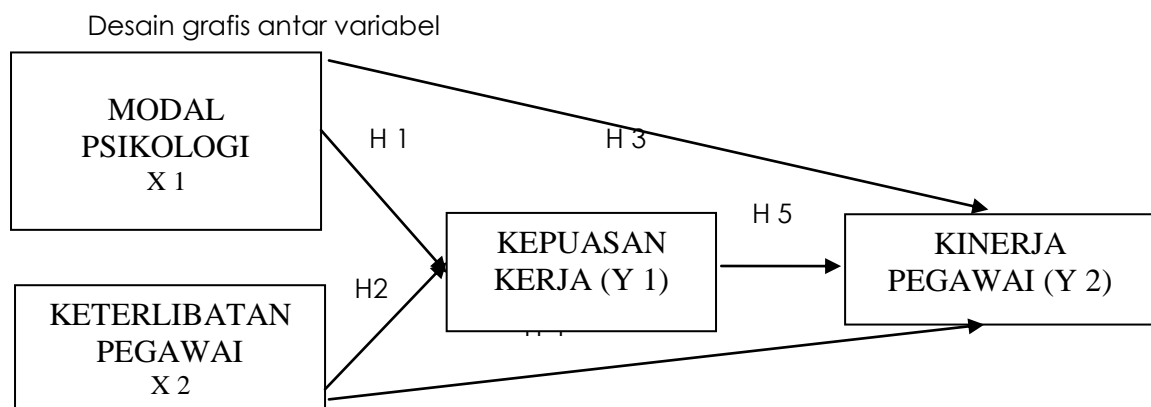 Desain grafis antar variabel
MODAL
PSIKOLOGI
X 1
H 1
H 3
KEPUASAN
KERJA (Y 1)
H 5
KINERJA
PEGAWAI (Y 2)
H2
KETERLIBATAN
PEGAWAI
X 2